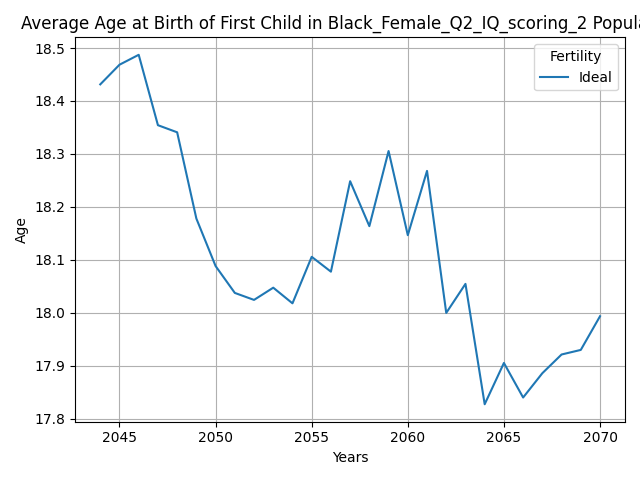 Average Age at Birth of First Child in Black_Female_Q2_IQ_scoring_2 Popula
Fertility
Ideal
18.5
18.4
18.3
18.2
18.1
18.0
17.9
17.8
Age
2045 2050 2055 2060 2065 2070
Years